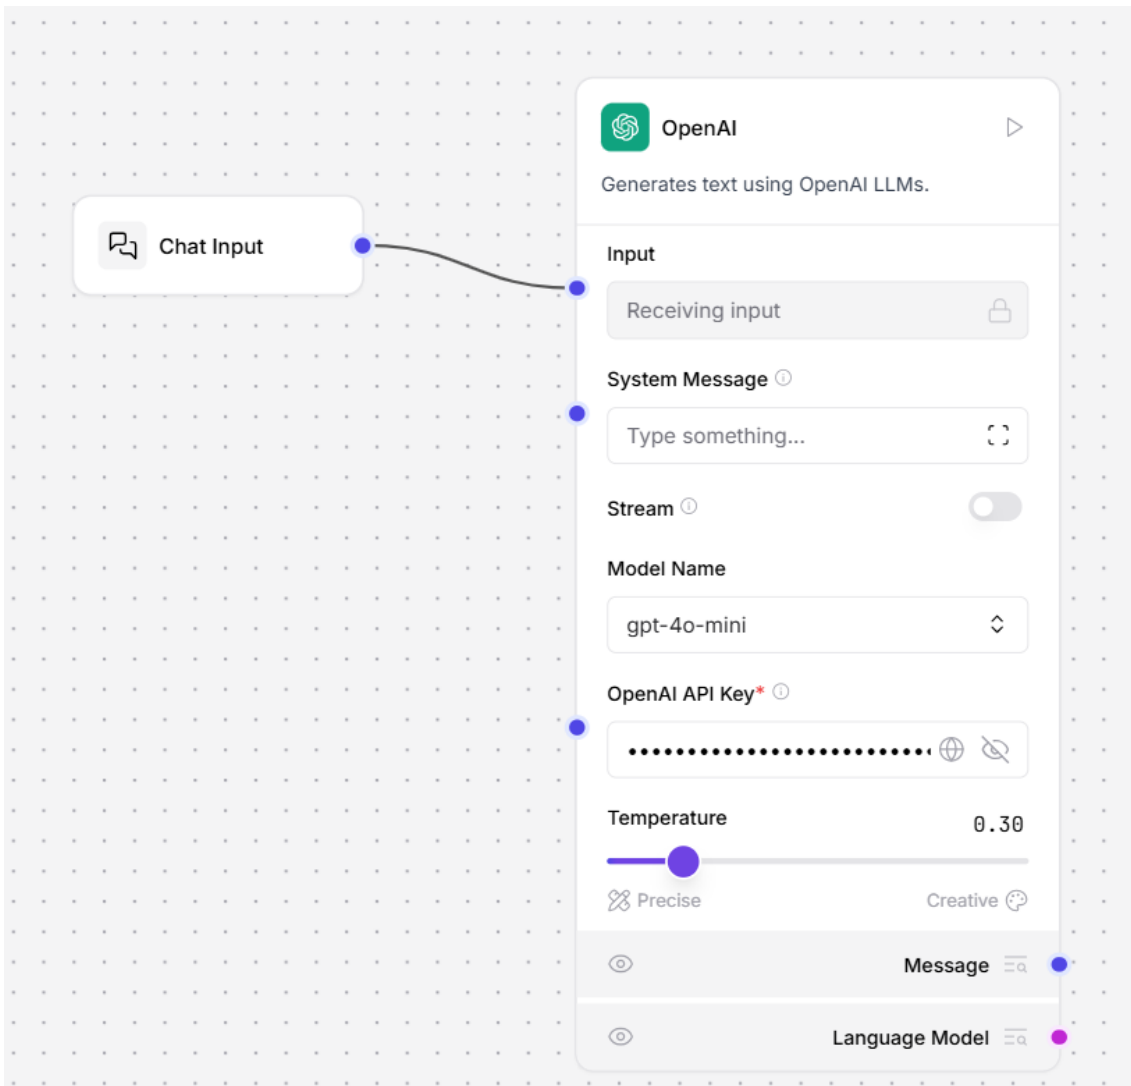 OpenAI
Generates text using OpenAI LLMs.
Chat Input
Input
Receiving input
System Message
Type something...
Stream
Model Name
gpt-4o-mini
OpenAI API Key*
••••••••••••••••••••••••••
Temperature
0.30
Precise
Creative
Message
Language Model